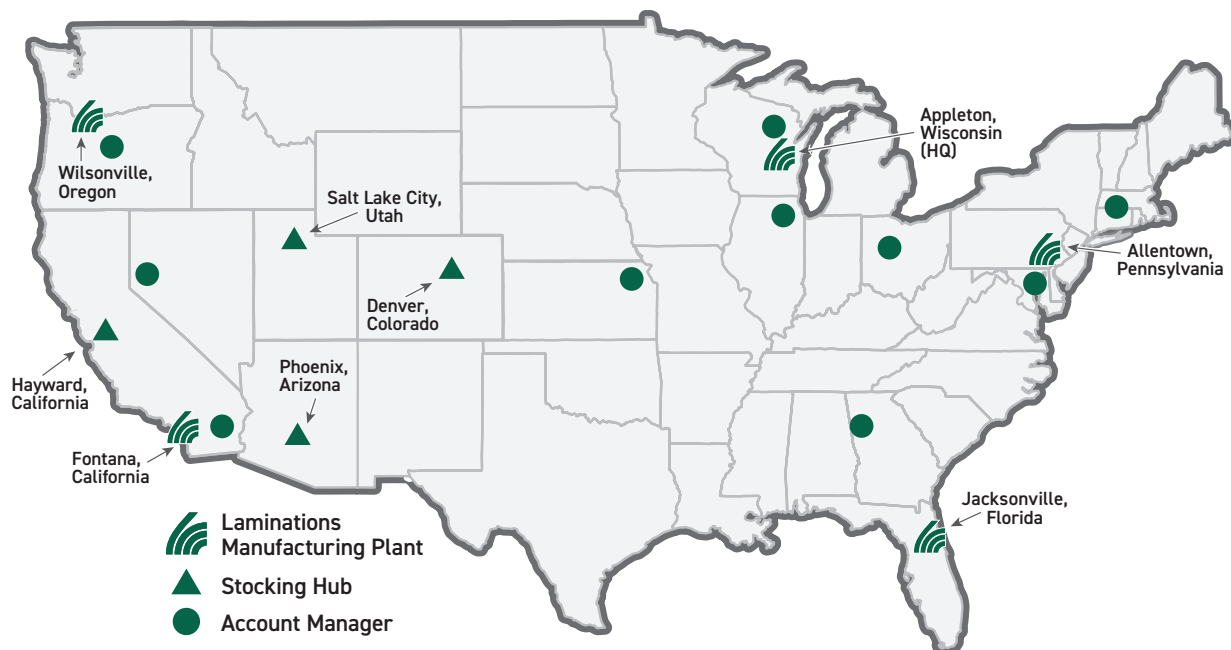 Appleton,
Wisconsin
(HQ)
Wilsonville,
Oregon
Salt Lake City,
Utah
Allentown,
Pennsylvania
Denver,
Colorado
Hayward,
California
Phoenix,
Arizona
Fontana,
California
Jacksonville,
Florida
Laminations
Manufacturing Plant
Stocking Hub
Account Manager